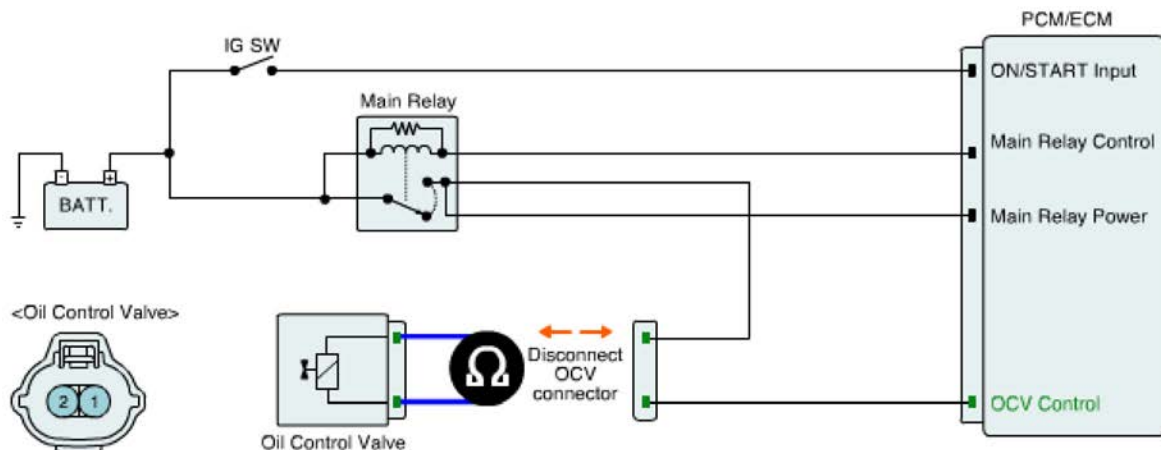 PCM/ECM
IG SW
ON/START Input
Main Relay
Main Relay Control
- +
BATT.
Main Relay Power
<Oil Control Valve>
Ω
Disconnect
OCV
connector
2 1
OCV Control
Oil Control Valve